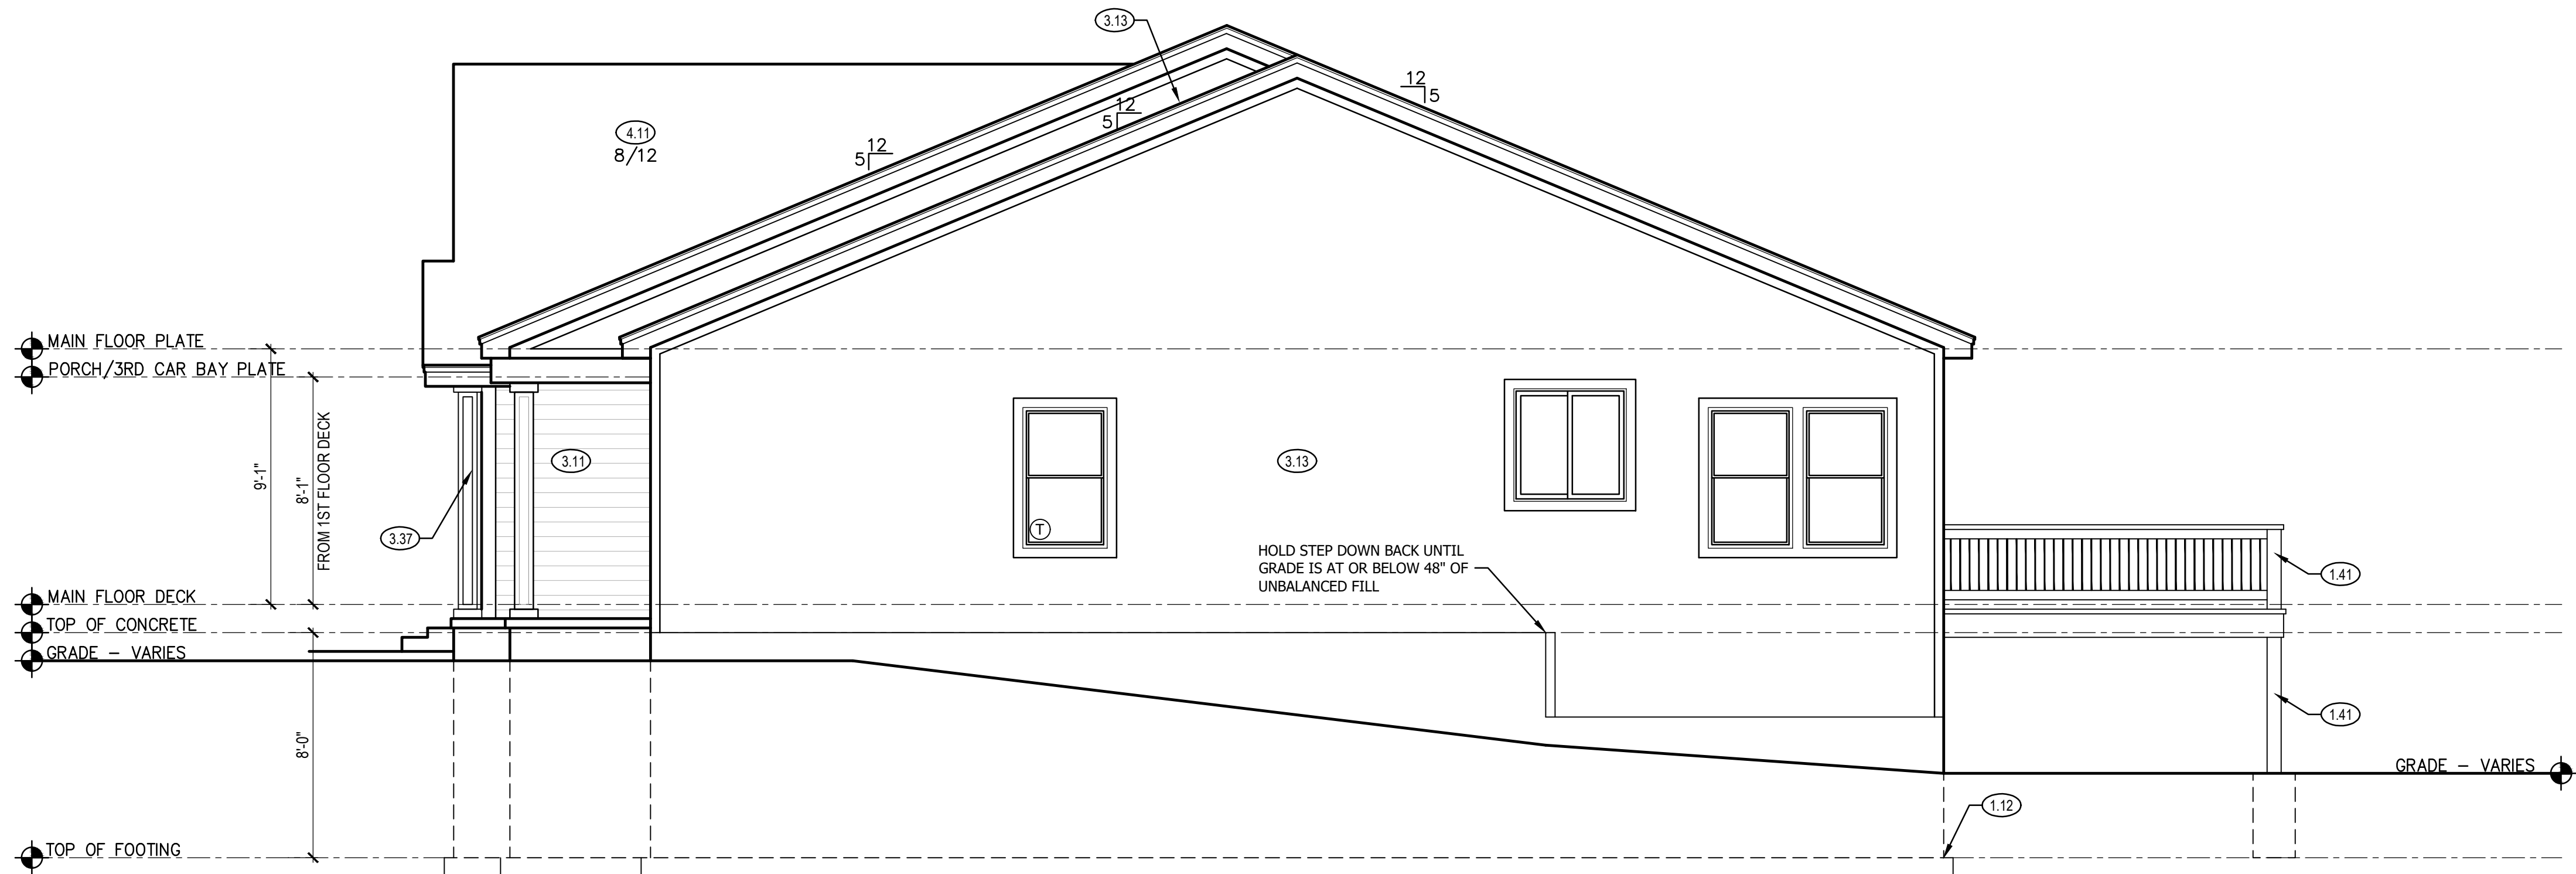 3.13
12
5
12
5
12
5
4.11
8/12
MAIN FLOOR PLATE
PORCH/3RD CAR BAY PLATE
9'-1"
8'-1"
FROM 1ST FLOOR DECK
3.37
3.11
3.13
T
HOLD STEP DOWN BACK UNTIL
GRADE IS AT OR BELOW 48" OF
UNBALANCED FILL
1.41
MAIN FLOOR DECK
TOP OF CONCRETE
GRADE - VARIES
8'-0"
1.41
GRADE - VARIES
1.12
TOP OF FOOTING